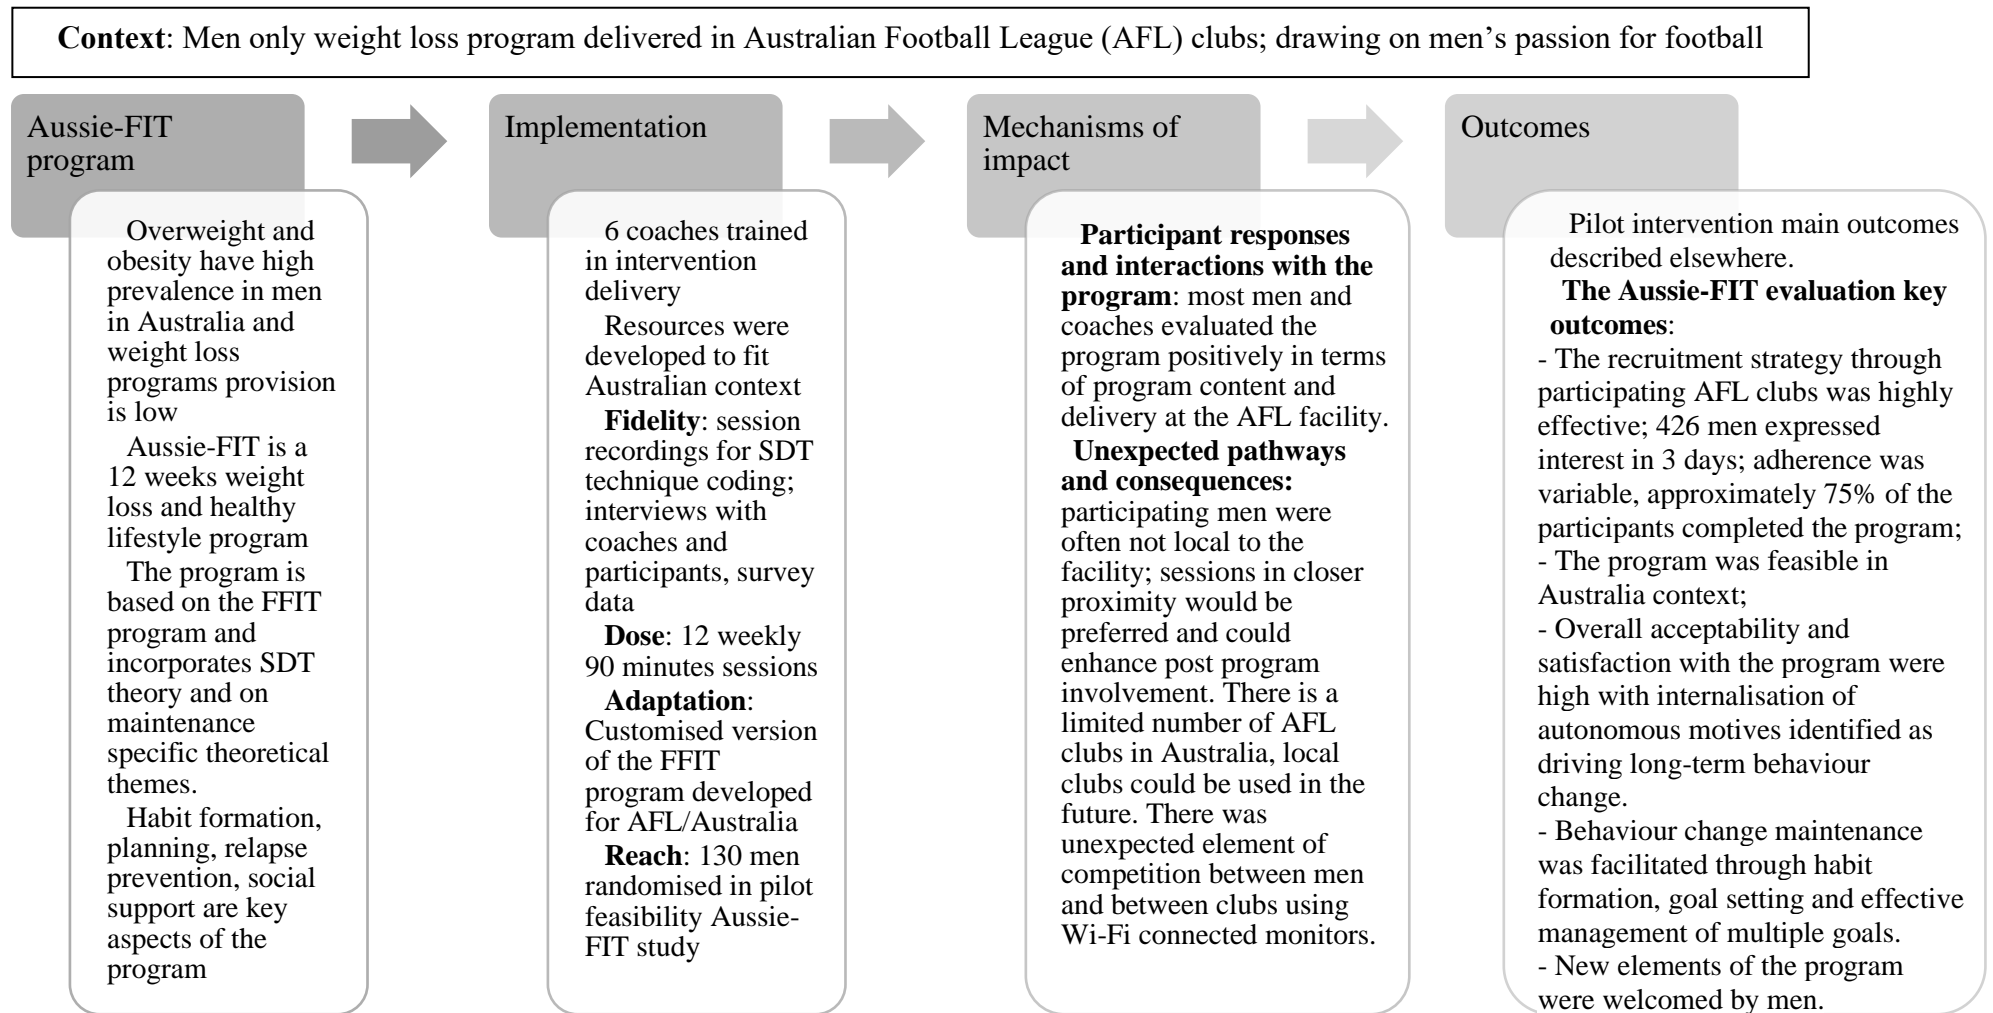 Context: Men only weight loss program delivered in Australian Football League (AFL) clubs; drawing on men’s passion for football
Aussie-FIT
program
Overweight and
obesity have high
prevalence in men
in Australia and
weight loss
programs provision
is low
Aussie-FIT is a
12 weeks weight
loss and healthy
lifestyle program
The program is
based on the FFIT
program and
incorporates SDT
theory and on
maintenance
specific theoretical
themes.
Habit formation,
planning, relapse
prevention, social
support are key
aspects of the
program
Implementation
6 coaches trained
in intervention
delivery
Resources were
developed to fit
Australian context
Fidelity: session
recordings for SDT
technique coding;
interviews with
coaches and
participants, survey
data
Dose: 12 weekly
90 minutes sessions
Adaptation:
Customised version
of the FFIT
program developed
for AFL/Australia
Reach: 130 men
randomised in pilot
feasibility Aussie-
FIT study
Mechanisms of
impact
Participant responses
and interactions with the
program: most men and
coaches evaluated the
program positively in terms
of program content and
delivery at the AFL facility.
Unexpected pathways
and consequences:
participating men were
often not local to the
facility; sessions in closer
proximity would be
preferred and could
enhance post program
involvement. There is a
limited number of AFL
clubs in Australia, local
clubs could be used in the
future. There was
unexpected element of
competition between men
and between clubs using
Wi-Fi connected monitors.
Outcomes
Pilot intervention main outcomes
described elsewhere.
The Aussie-FIT evaluation key
outcomes:
- The recruitment strategy through
participating AFL clubs was highly
effective; 426 men expressed
interest in 3 days; adherence was
variable, approximately 75% of the
participants completed the program;
- The program was feasible in
Australia context;
- Overall acceptability and
satisfaction with the program were
high with internalisation of
autonomous motives identified as
driving long-term behaviour
change.
- Behaviour change maintenance
was facilitated through habit
formation, goal setting and effective
management of multiple goals.
- New elements of the program
were welcomed by men.